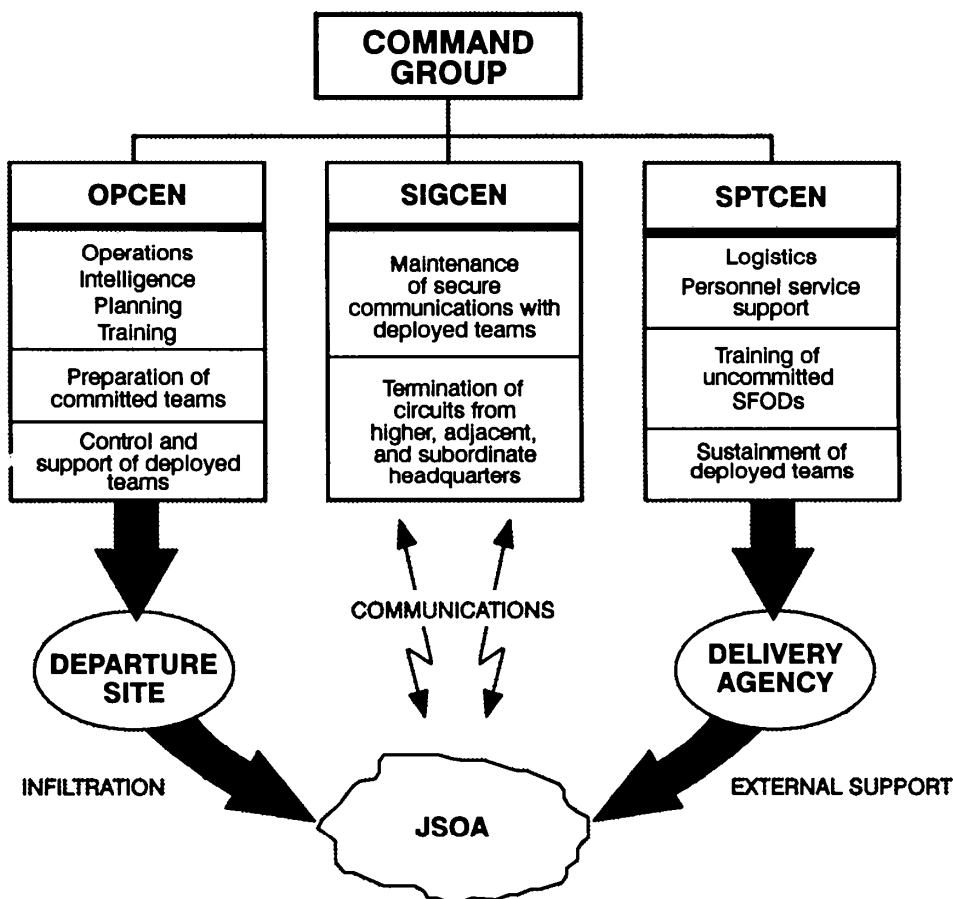 COMMAND
GROUP
OPCEN
Operations
Intelligence
Planning
Training
Preparation of
committed teams
Control and
support of deployed
teams
SIGCEN
Maintenance
of secure
communications with
deployed teams
Termination of
circuits from
higher, adjacent,
and subordinate
headquarters
SPTCEN
Logistics
Personnel service
support
Training of
uncommitted
SFODs
Sustainment of
deployed teams
COMMUNICATIONS
DEPARTURE
SITE
DELIVERY
AGENCY
INFILTRATION
EXTERNAL SUPPORT
JSOA